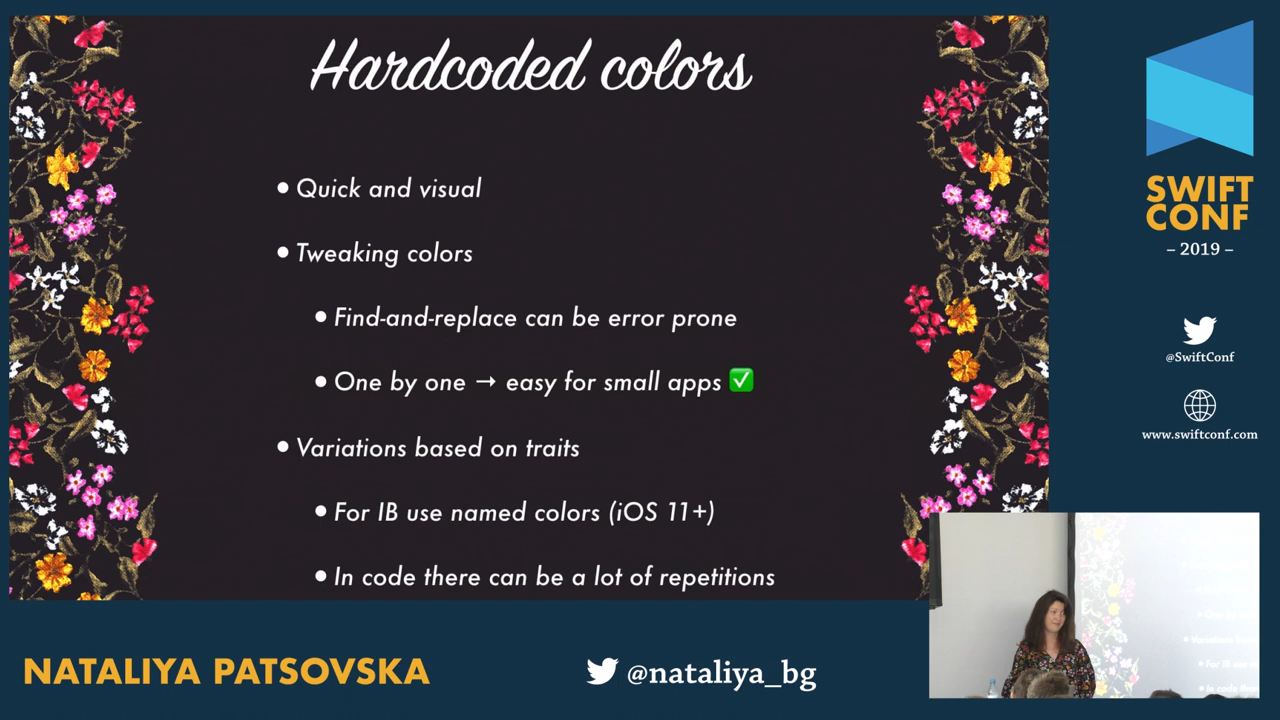 Hardcoded colors
• Quick and visual
• Tweaking colors
• Find-and-replace can be error prone
• One by one → easy for small apps ✅
• Variations based on traits
• For IB use named colors (iOS 11+)
• In code there can be a lot of repetitions
SWIFT
CONF
– 2019 –
@SwiftConf
www.swiftconf.com
NATALIYA PATSOVSKA
@nataliya_bg